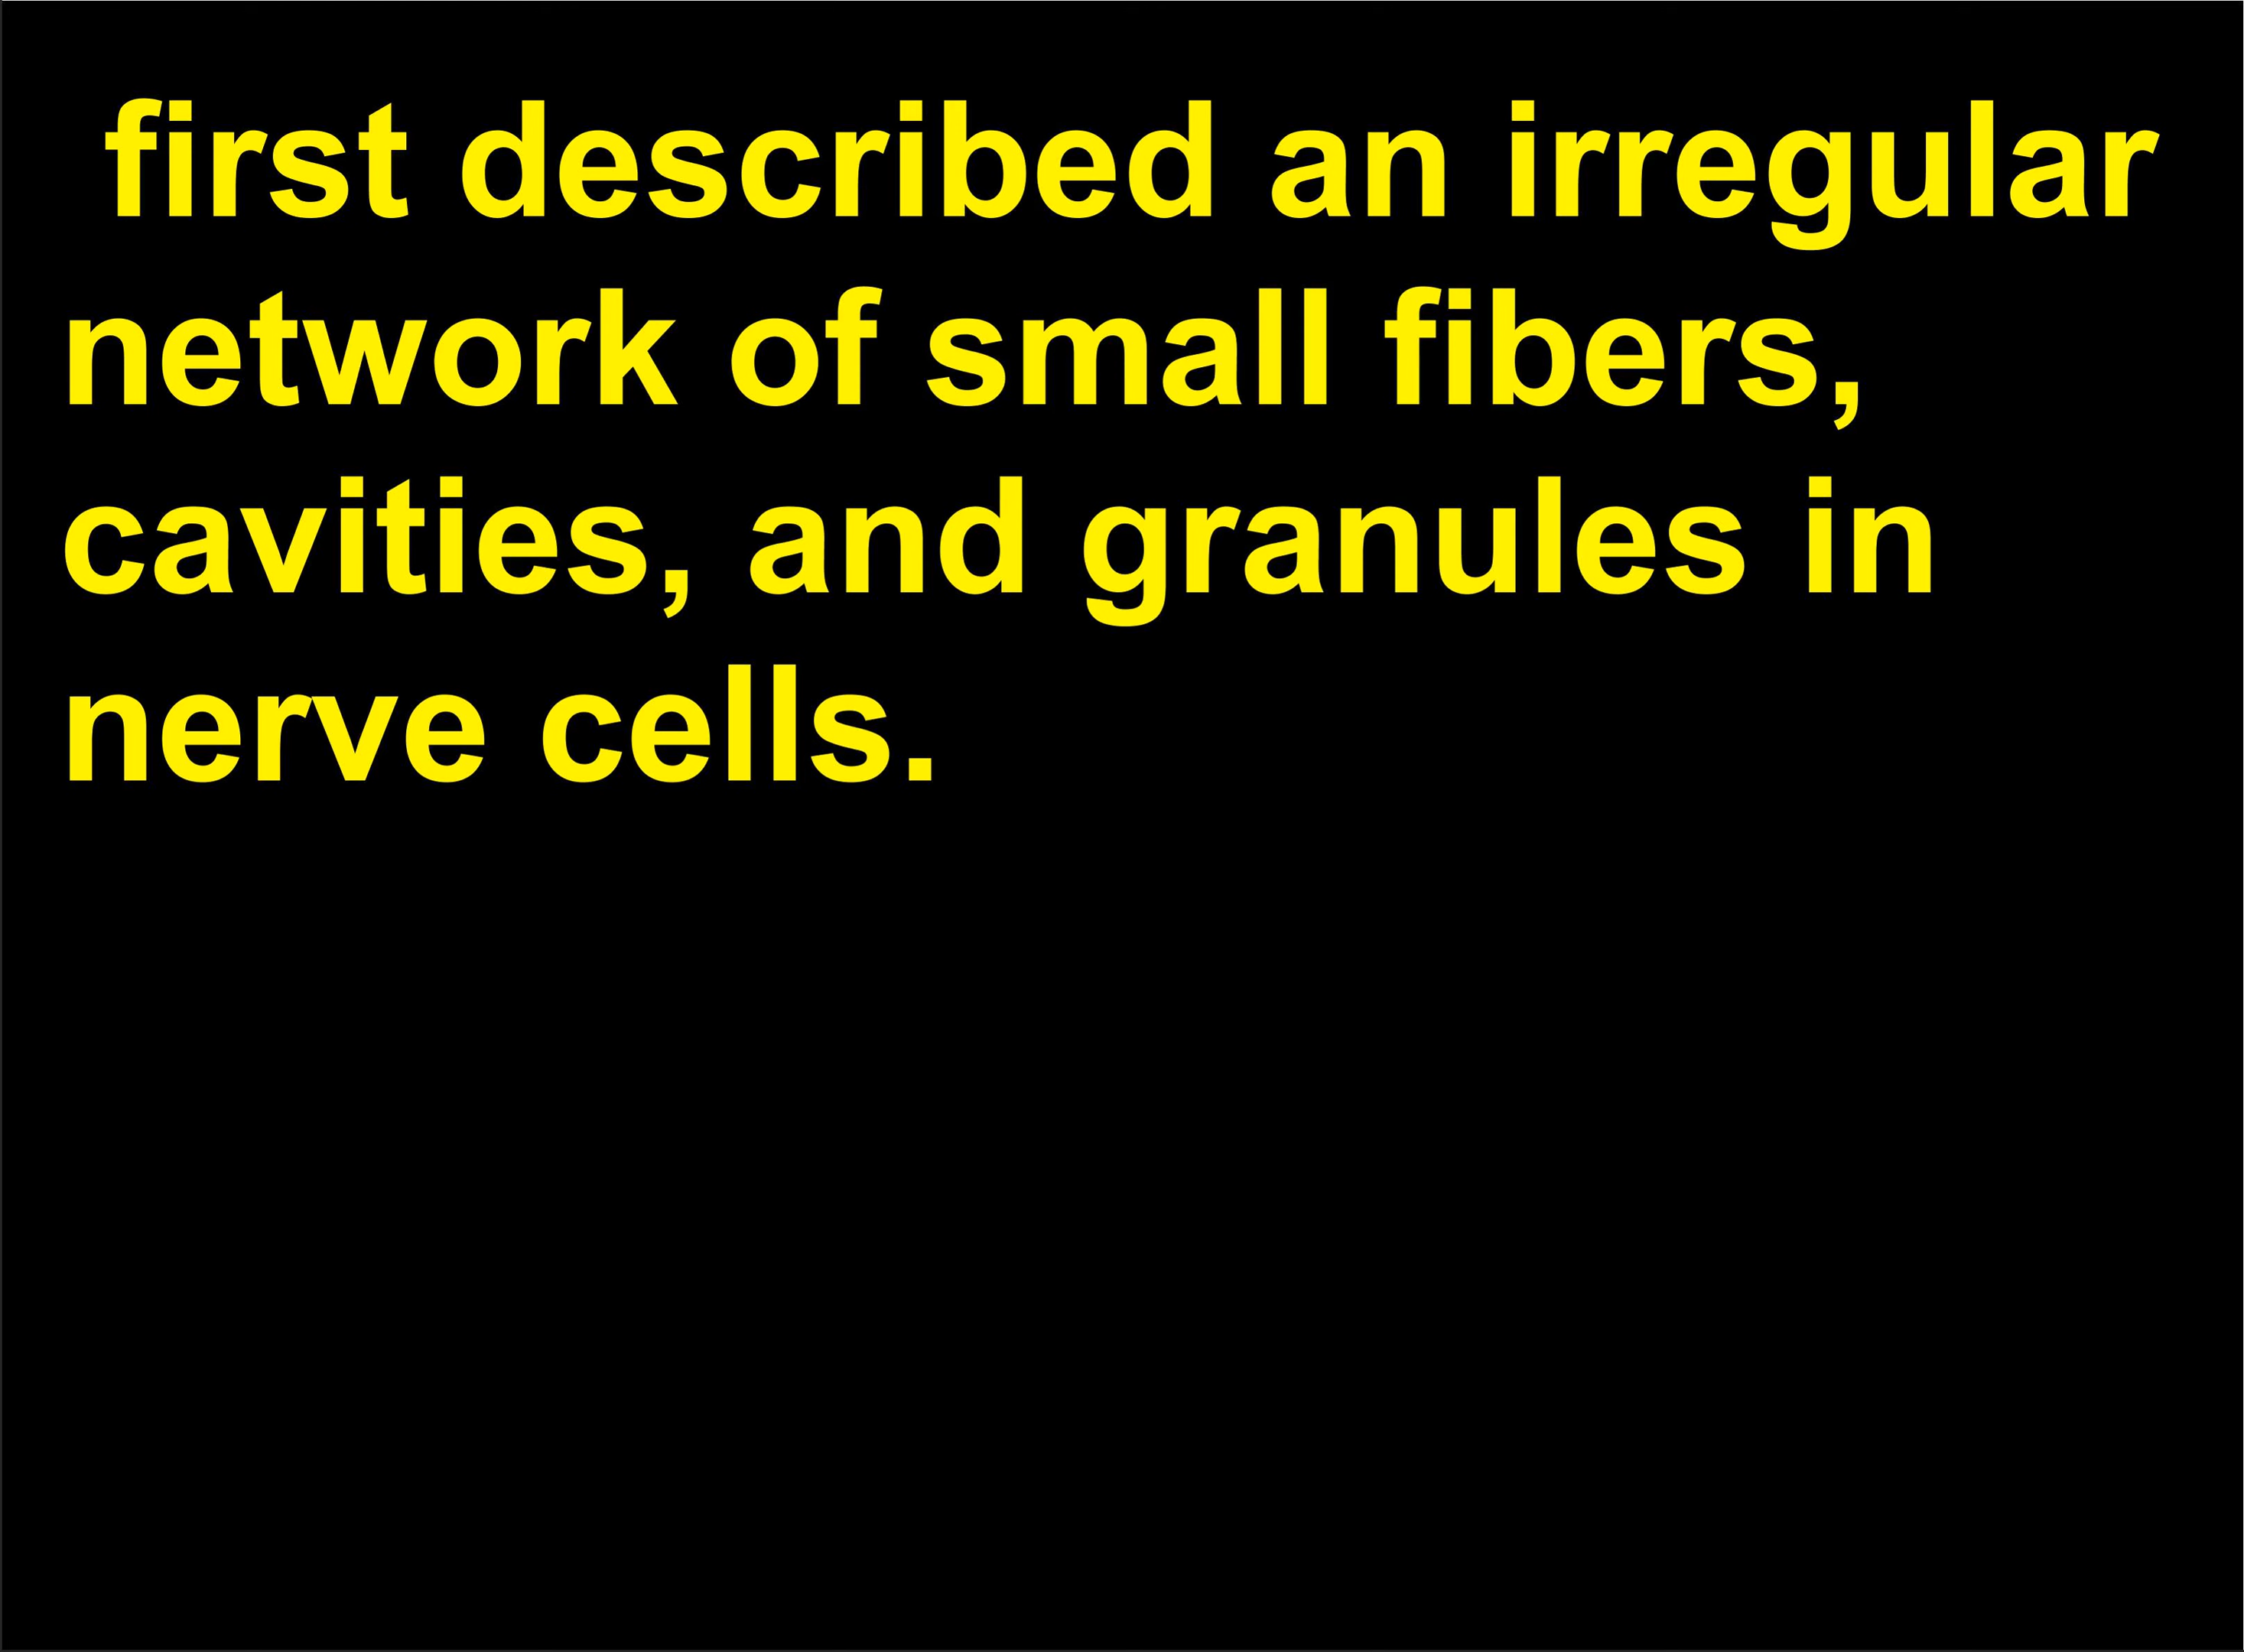 first described an irregular
network of small fibers,
cavities, and granules in
nerve cells.